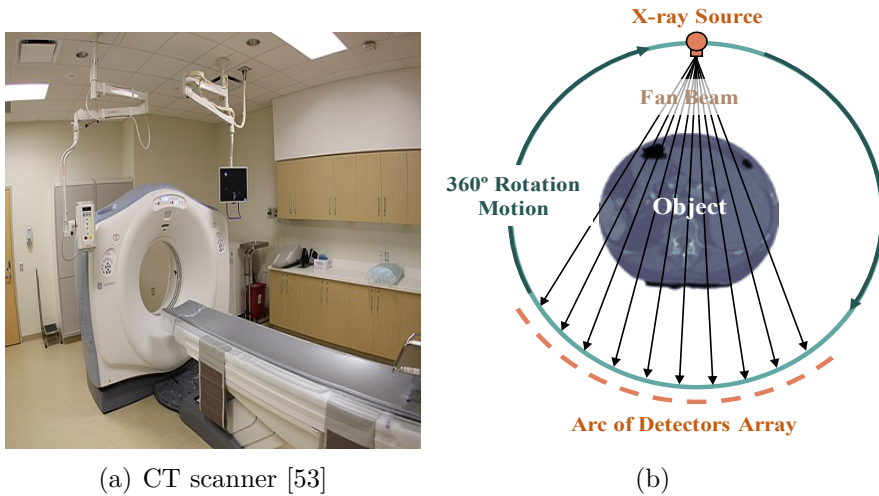 X-ray Source
Fan Beam
360º Rotation
Motion
Object
Arc of Detectors Array
(a) CT scanner [53]
(b)